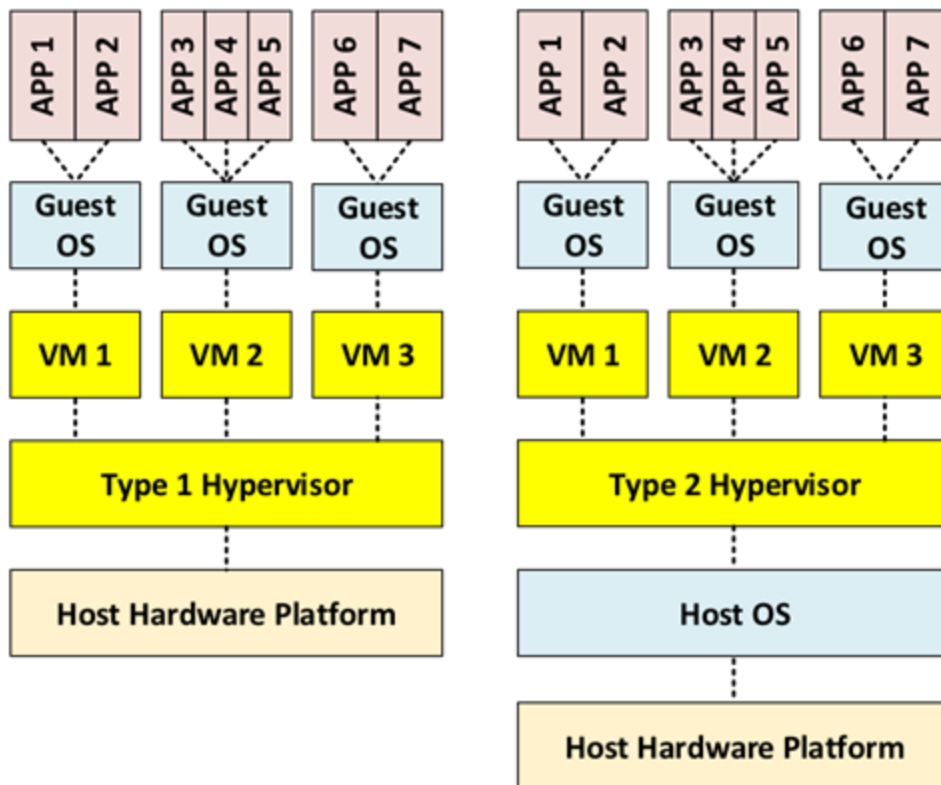 APP 1
APP 2
APP 3
APP 4
APP 5
APP 6
APP 7
Guest
OS
Guest
OS
Guest
OS
VM 1
VM 2
VM 3
Type 1 Hypervisor
Host Hardware Platform
APP 1
APP 2
APP 3
APP 4
APP 5
APP 6
APP 7
Guest
OS
Guest
OS
Guest
OS
VM 1
VM 2
VM 3
Type 2 Hypervisor
Host OS
Host Hardware Platform